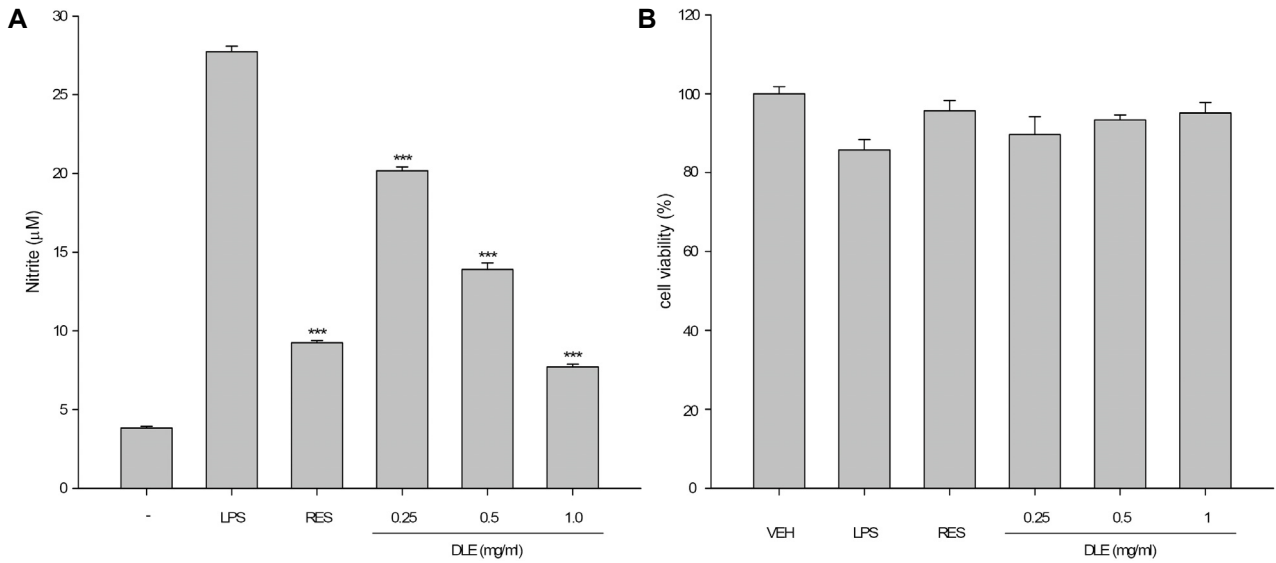 A
30
25
20
15
10
5
0
Nitrite (μM)
***
***
***
***
- LPS RES 0.25 0.5 1.0
DLE (mg/ml)
B
120
100
80
60
40
20
0
cell viability (%)
VEH LPS RES 0.25 0.5 1
DLE (mg/ml)